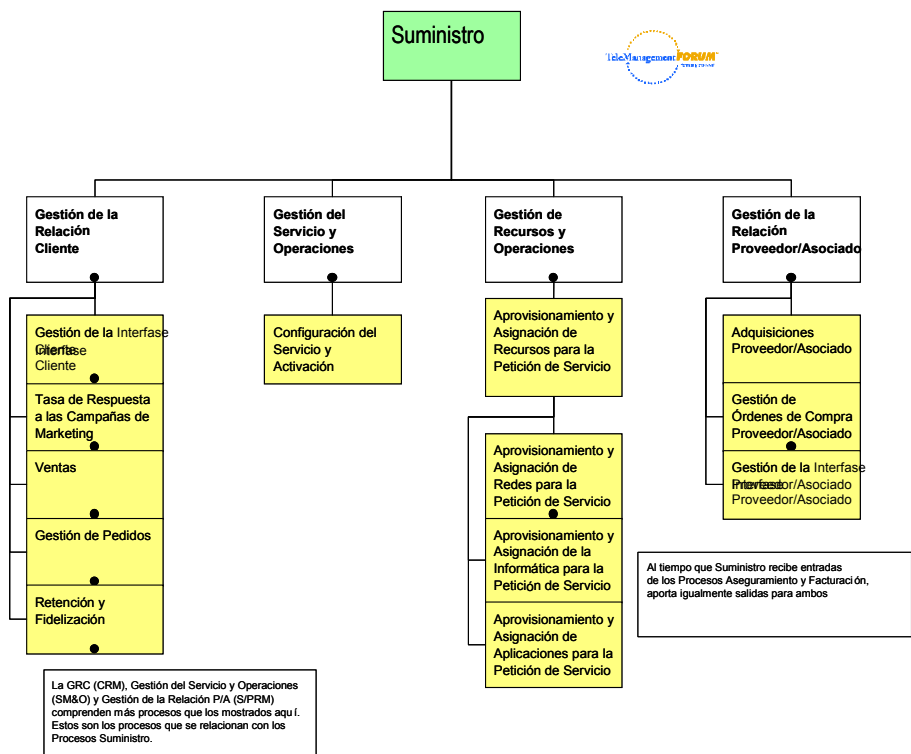 Suministro
TeleManagement FORUM
Gestión de la
Relación
Cliente
Gestión del
Servicio y
Operaciones
Gestión de
Recursos y
Operaciones
Gestión de la
Relación
Proveedor/Asociado
Gestión de la Interfase
Cliente
Interfase
Cliente
Tasa de Respuesta
a las Campañas de
Marketing
Ventas
Gestión de Pedidos
Retención y
Fidelización
Configuración del
Servicio y
Activación
Aprovisionamiento y
Asignación de
Recursos para la
Petición de Servicio
Aprovisionamiento y
Asignación de
Redes para la
Petición de Servicio
Aprovisionamiento y
Asignación de la
Informática para la
Petición de Servicio
Aprovisionamiento y
Asignación de
Aplicaciones para la
Petición de Servicio
Adquisiciones
Proveedor/Asociado
Gestión de
Órdenes de Compra
Proveedor/Asociado
Gestión de la Interfase
Proveedor/Asociado
Interfase
Proveedor/Asociado
Al tiempo que Suministro recibe entradas
de los Procesos Aseguramiento y Facturación,
aporta igualmente salidas para ambos
La GRC (CRM), Gestión del Servicio y Operaciones
(SM&O) y Gestión de la Relación P/A (S/PRM)
comprenden más procesos que los mostrados aquí.
Estos son los procesos que se relacionan con los
Procesos Suministro.